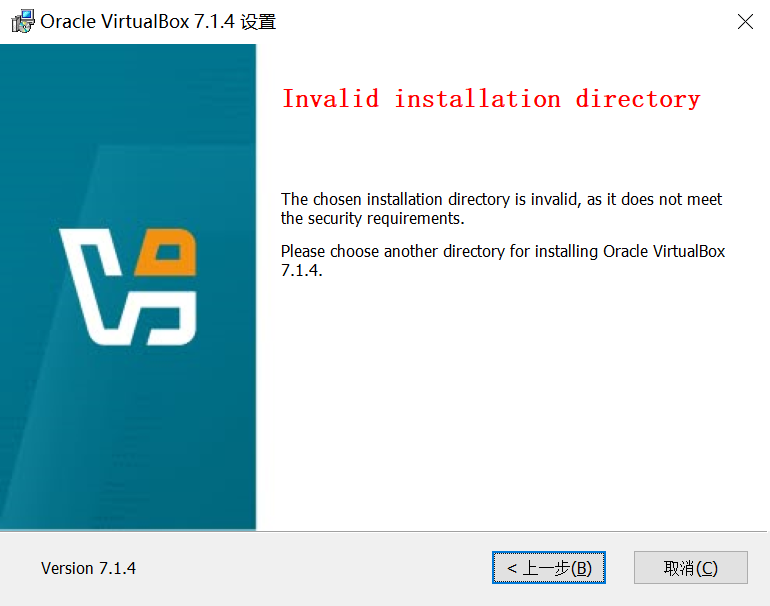 Oracle VirtualBox 7.1.4 设置
Invalid installation directory
The chosen installation directory is invalid, as it does not meet
the security requirements.
Please choose another directory for installing Oracle VirtualBox
7.1.4.
Version 7.1.4
< 上一步(B)
取消(C)